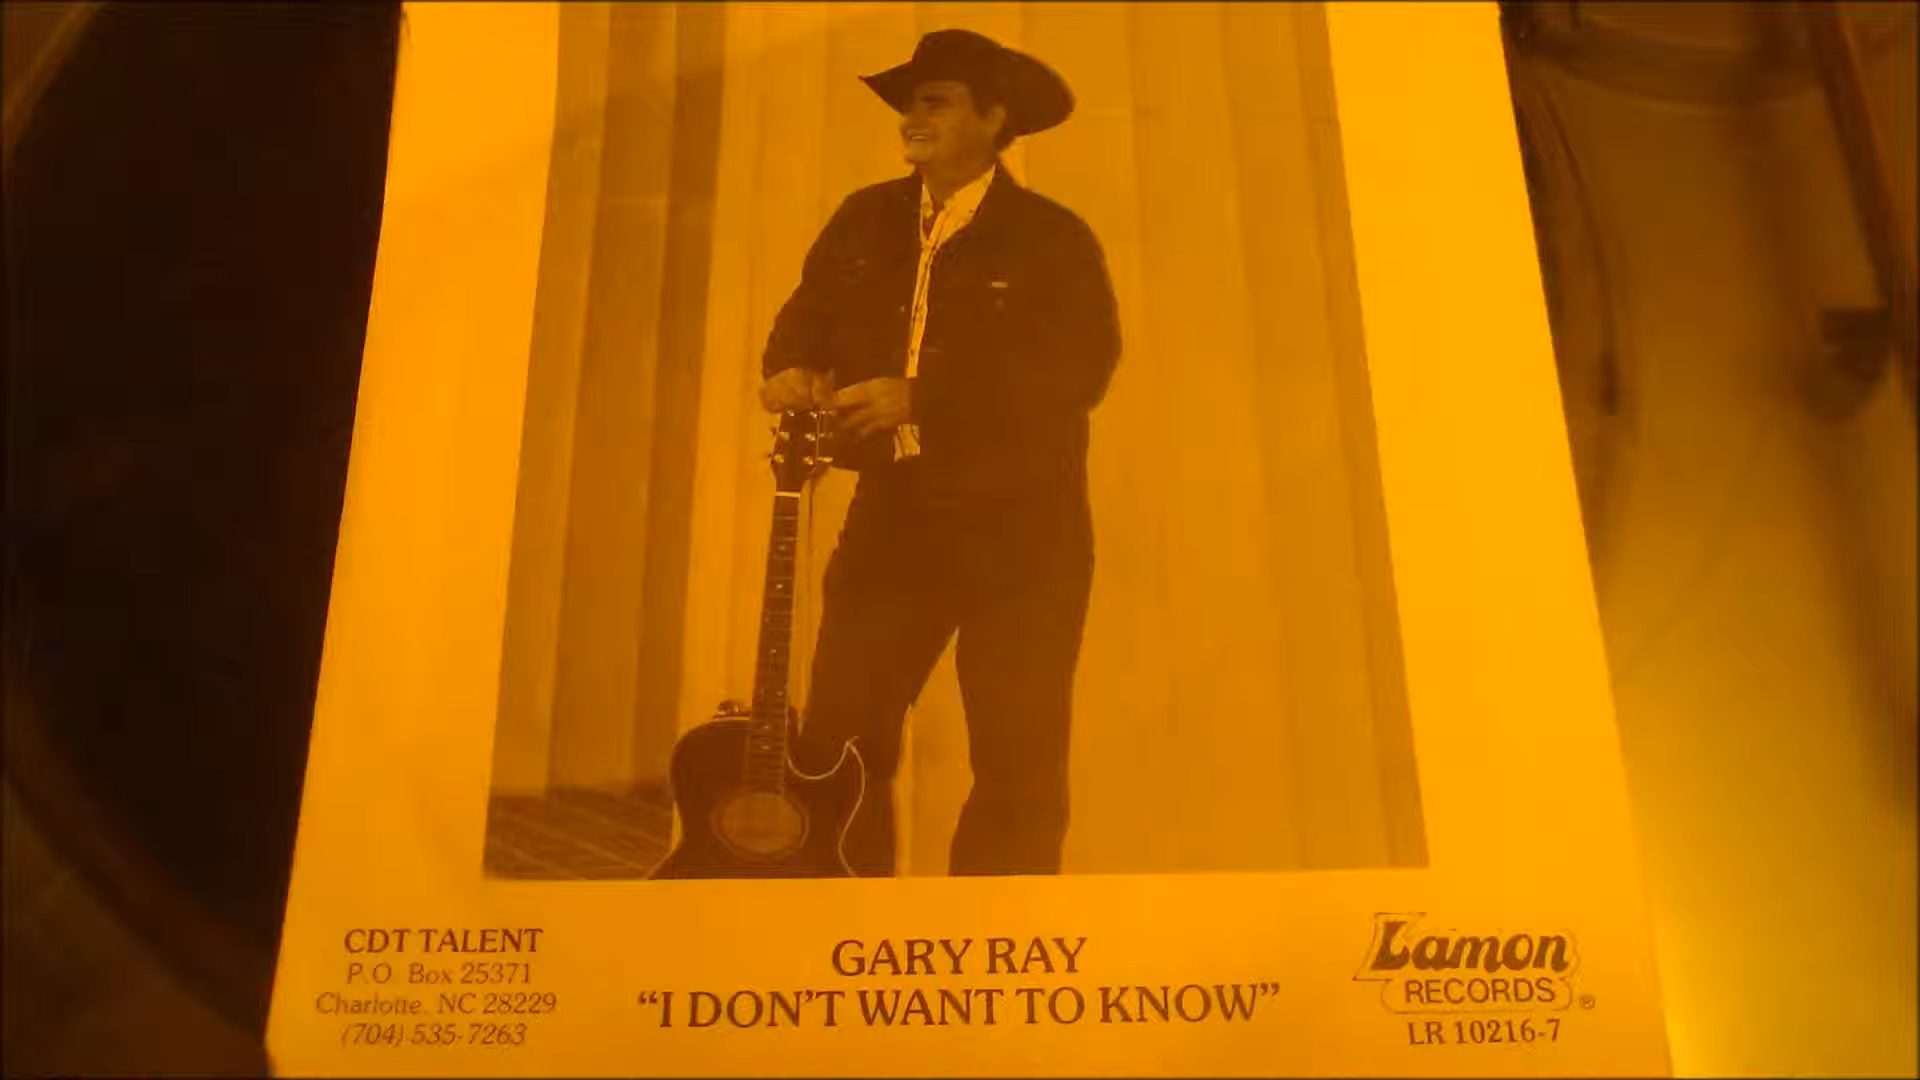 CDT TALENT
P.O. Box 25371
Charlotte, NC 28229
(704) 535-7263
GARY RAY
“I DON'T WANT TO KNOW”
Lamon
RECORDS ®
LR 10216-7